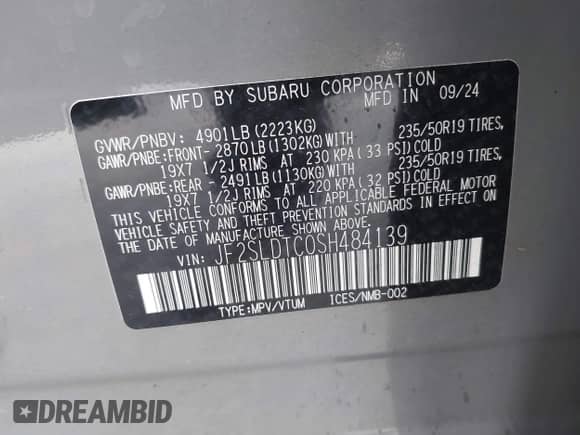 MFD BY SUBARU CORPORATION
MFD IN 09/24
GVWR/PNBV: 4901LB(2223KG)
GAWR/PNBE:FRONT- 2870LB(1302KG)WITH 235/50R19 TIRES,
19X7 1/2J RIMS AT 230 KPA(33 PSI)COLD
GAWR/PNBE:REAR - 2491LB(1130KG)WITH 235/50R19 TIRES,
19X7 1/2J RIMS AT 220 KPA(32 PSI)COLD
THIS VEHICLE CONFORMS TO ALL APPLICABLE FEDERAL MOTOR
VEHICLE SAFETY AND THEFT PREVENTION STANDARDS IN EFFECT ON
THE DATE OF MANUFACTURE SHOWN ABOVE.
VIN: JF2SLDTC0SH484139
TYPE:MPV/VTUM ICES/NMB-002
DREAMBID